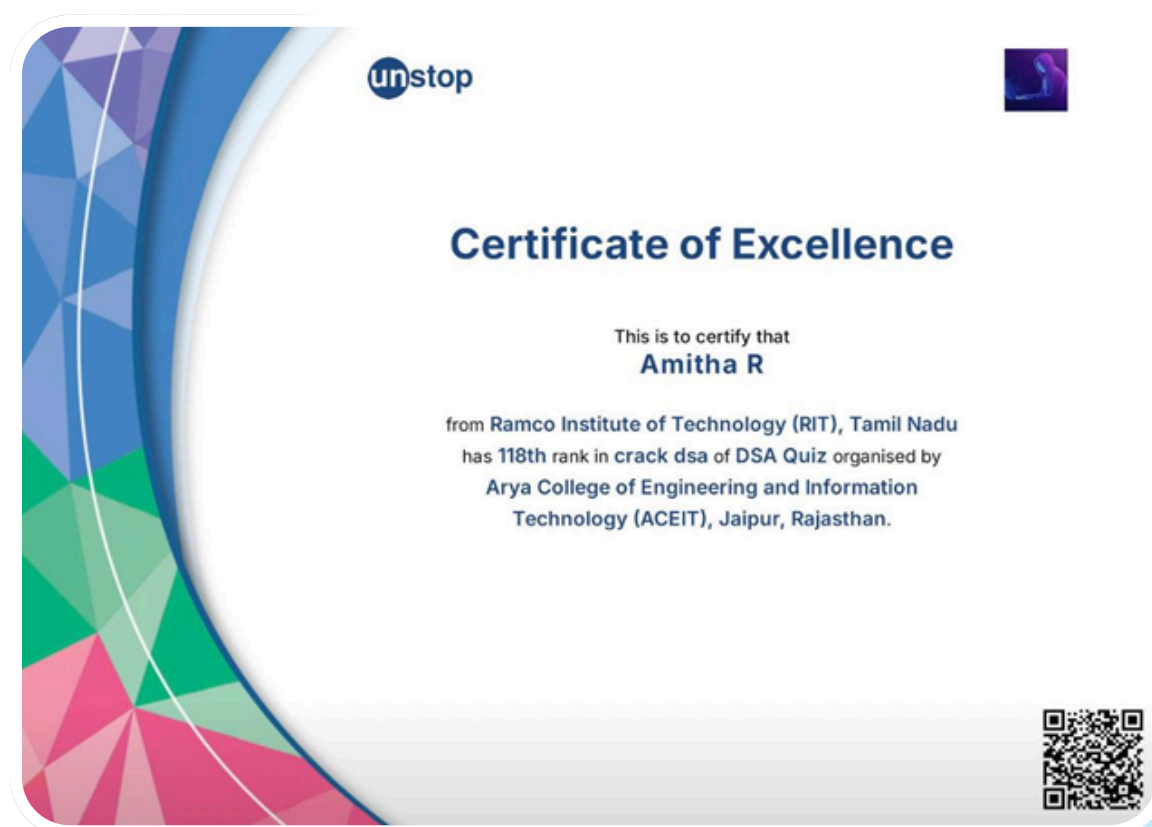 unstop
Certificate of Excellence
This is to certify that
Amitha R
from Ramco Institute of Technology (RIT), Tamil Nadu
has 118th rank in crack dsa of DSA Quiz organised by
Arya College of Engineering and Information
Technology (ACEIT), Jaipur, Rajasthan.